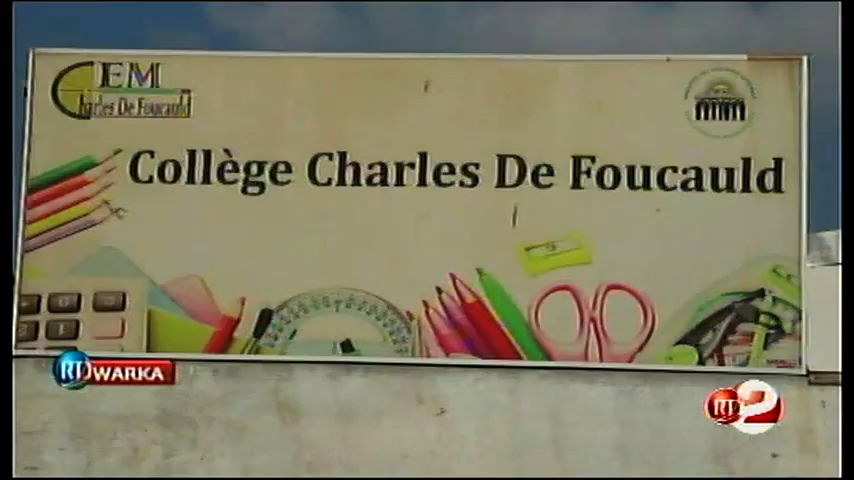 CEM
Charles De Foucauld
Collège Charles De Foucauld
RTD WARKA
RTD 2